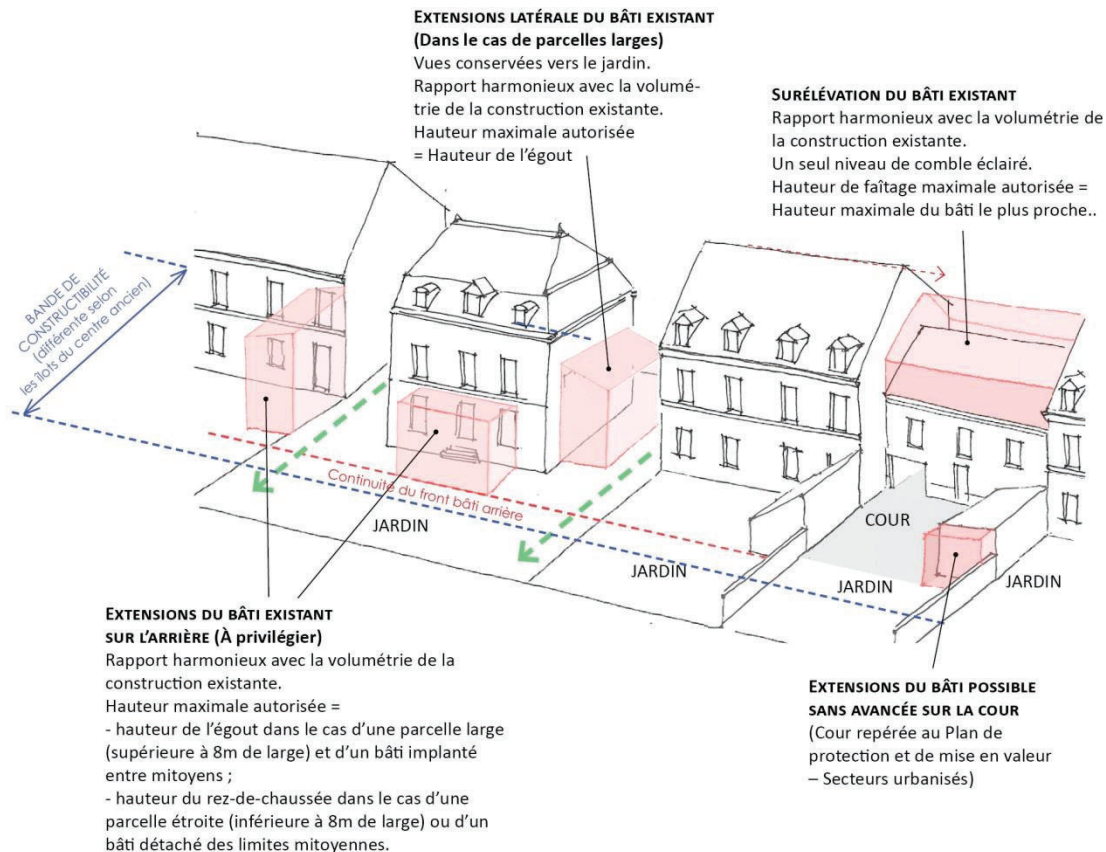 EXTENSIONS LATÉRALE DU BÂTI EXISTANT
(Dans le cas de parcelles larges)
Vues conservées vers le jardin.
Rapport harmonieux avec la volumé-
trie de la construction existante.
Hauteur maximale autorisée
= Hauteur de l’égout
SURÉLÉVATION DU BÂTI EXISTANT
Rapport harmonieux avec la volumétrie de
la construction existante.
Un seul niveau de comble éclairé.
Hauteur de faîtage maximale autorisée =
Hauteur maximale du bâti le plus proche..
BANDE DE
CONSTRUCTIBILITÉ
(différente selon
les îlots du centre ancien)
Continuité du front bâti arrière
JARDIN
JARDIN
COUR
JARDIN
JARDIN
EXTENSIONS DU BÂTI EXISTANT
SUR L’ARRIÈRE (À privilégier)
Rapport harmonieux avec la volumétrie de la
construction existante.
Hauteur maximale autorisée =
- hauteur de l’égout dans le cas d’une parcelle large
(supérieure à 8m de large) et d’un bâti implanté
entre mitoyens ;
- hauteur du rez-de-chaussée dans le cas d’une
parcelle étroite (inférieure à 8m de large) ou d’un
bâti détaché des limites mitoyennes.
EXTENSIONS DU BÂTI POSSIBLE
SANS AVANCÉE SUR LA COUR
(Cour repérée au Plan de
protection et de mise en valeur
– Secteurs urbanisés)